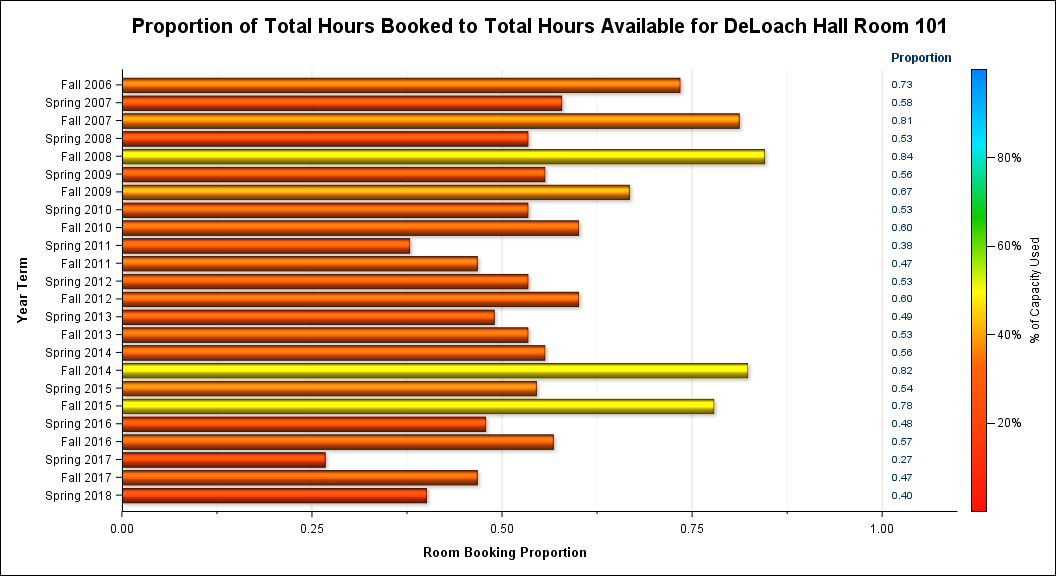 Proportion of Total Hours Booked to Total Hours Available for DeLoach Hall Room 101
Proportion
Fall 2006 0.73
Spring 2007 0.58
Fall 2007 0.81
Spring 2008 0.53
Fall 2008 0.84
Spring 2009 0.56
Fall 2009 0.67
Spring 2010 0.53
Fall 2010 0.60
Spring 2011 0.38
Fall 2011 0.47
Spring 2012 0.53
Fall 2012 0.60
Spring 2013 0.49
Fall 2013 0.53
Spring 2014 0.56
Fall 2014 0.82
Spring 2015 0.54
Fall 2015 0.78
Spring 2016 0.48
Fall 2016 0.57
Spring 2017 0.27
Fall 2017 0.47
Spring 2018 0.40
Year Term
0.00 0.25 0.50 0.75 1.00
Room Booking Proportion
80%
60%
40%
20%
% of Capacity Used